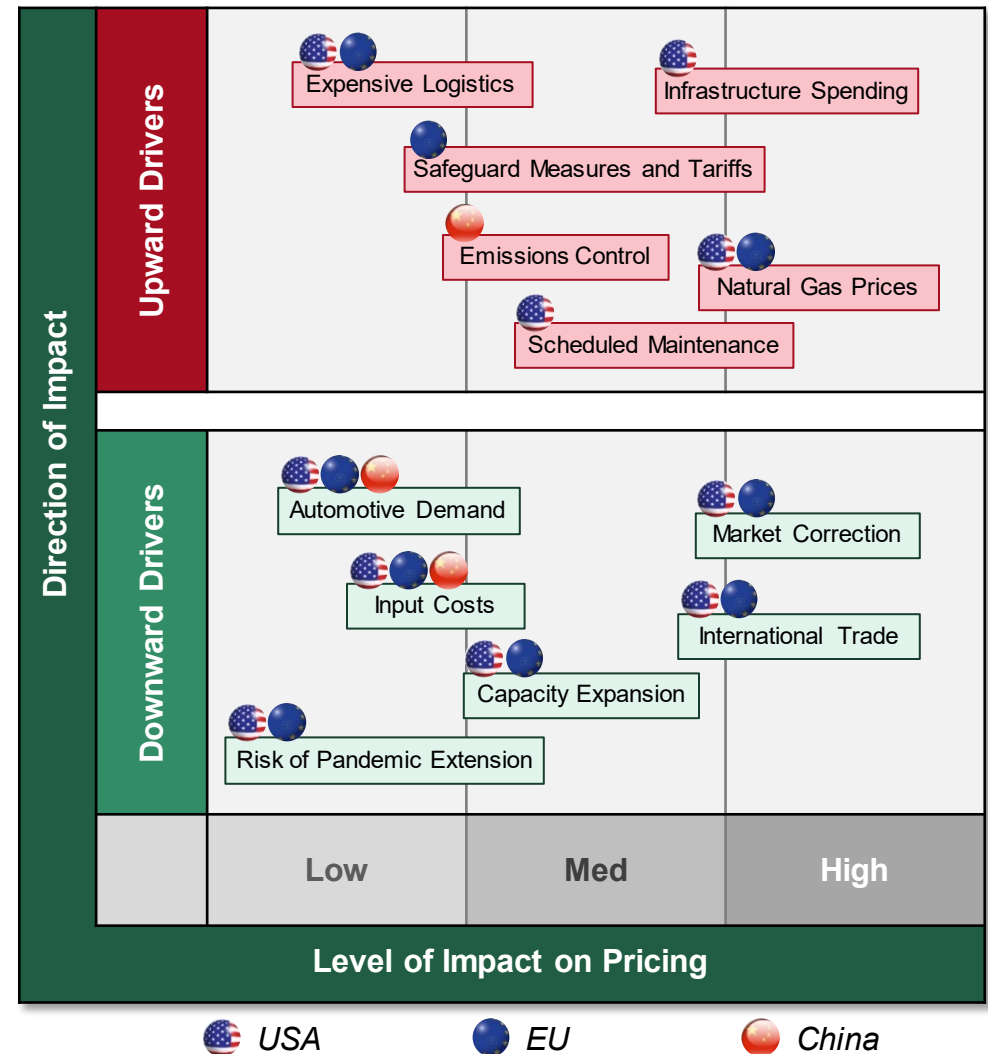 Direction of Impact
Upward Drivers
Expensive Logistics
Infrastructure Spending
Safeguard Measures and Tariffs
Emissions Control
Natural Gas Prices
Scheduled Maintenance
Downward Drivers
Automotive Demand
Market Correction
Input Costs
International Trade
Capacity Expansion
Risk of Pandemic Extension
Low
Med
High
Level of Impact on Pricing
USA
EU
China